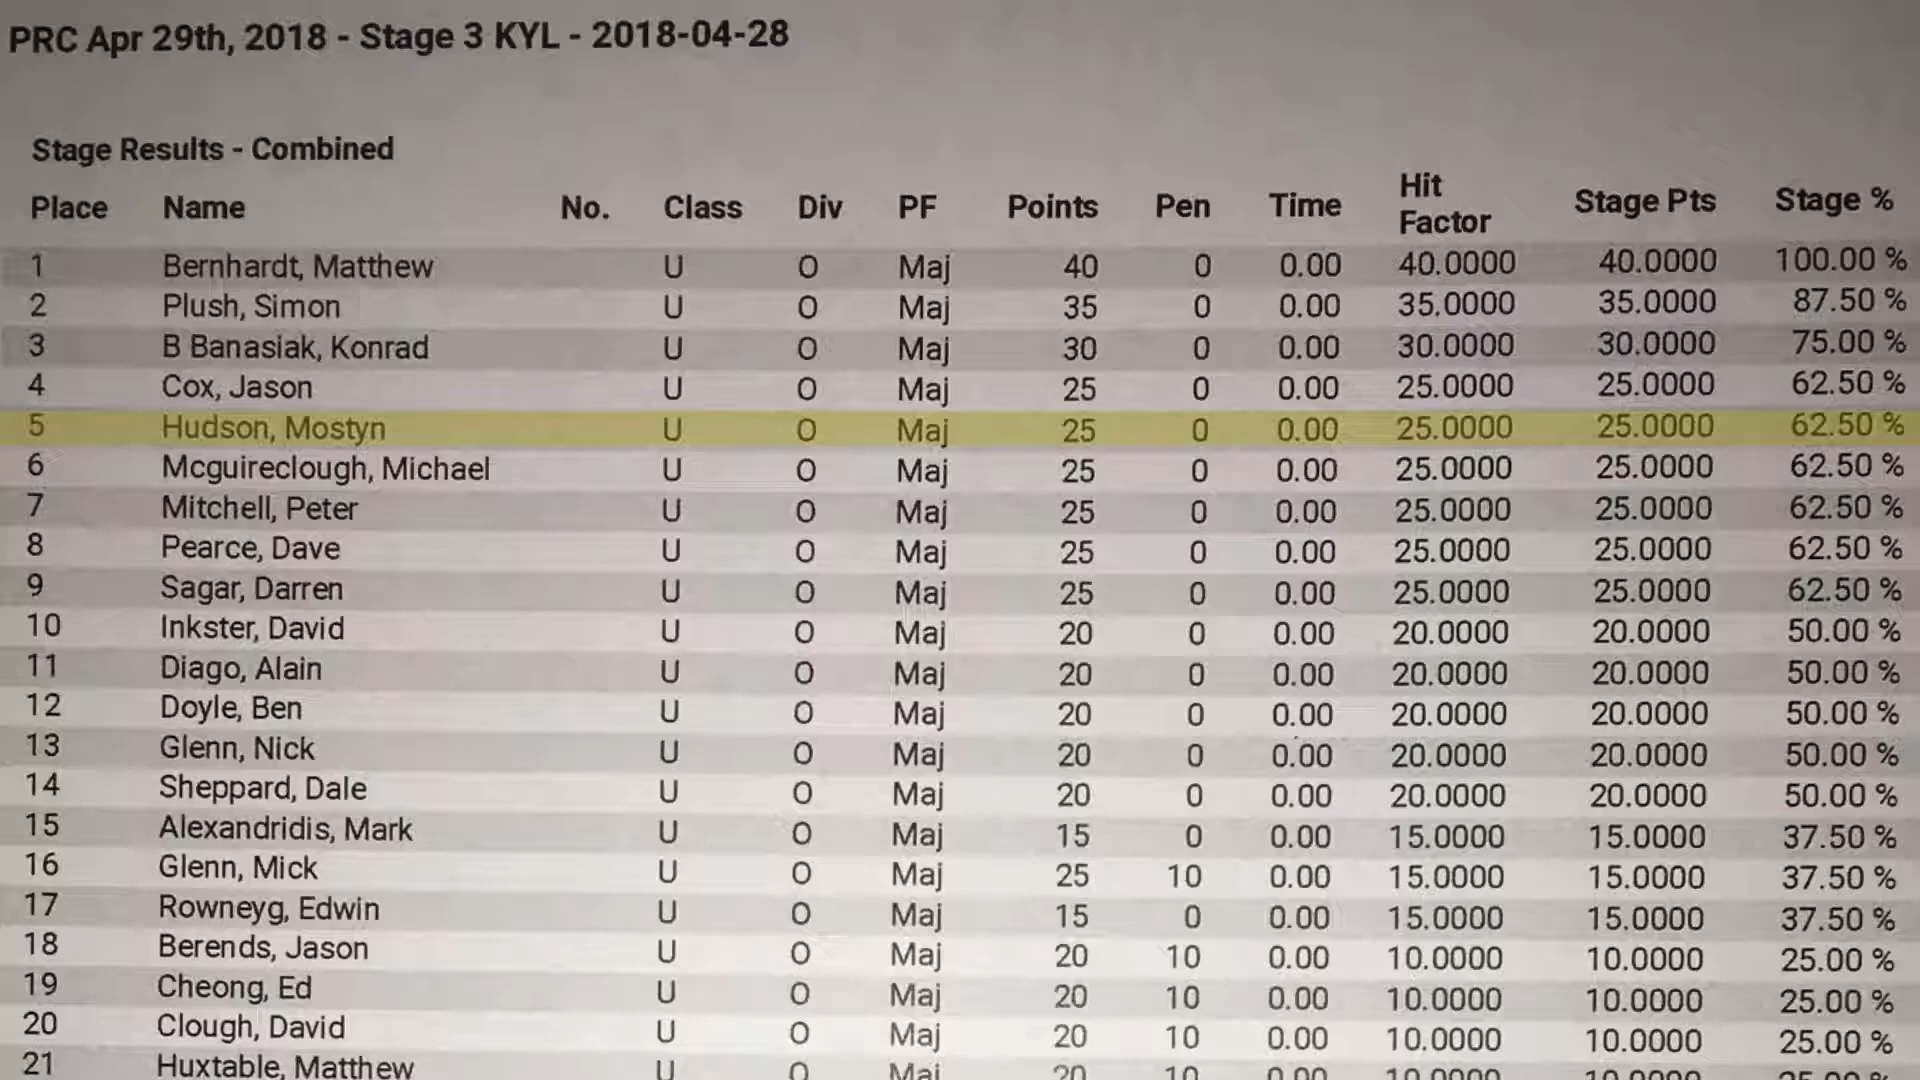 PRC Apr 29th, 2018 - Stage 3 KYL - 2018-04-28
Stage Results - Combined
Place Name No. Class Div PF Points Pen Time Hit Factor Stage Pts Stage %
1 Bernhardt, Matthew U O Maj 40 0 0.00 40.0000 40.0000 100.00 %
2 Plush, Simon U O Maj 35 0 0.00 35.0000 35.0000 87.50 %
3 B Banasiak, Konrad U O Maj 30 0 0.00 30.0000 30.0000 75.00 %
4 Cox, Jason U O Maj 25 0 0.00 25.0000 25.0000 62.50 %
5 Hudson, Mostyn U O Maj 25 0 0.00 25.0000 25.0000 62.50 %
6 Mcguireclough, Michael U O Maj 25 0 0.00 25.0000 25.0000 62.50 %
7 Mitchell, Peter U O Maj 25 0 0.00 25.0000 25.0000 62.50 %
8 Pearce, Dave U O Maj 25 0 0.00 25.0000 25.0000 62.50 %
9 Sagar, Darren U O Maj 25 0 0.00 25.0000 25.0000 62.50 %
10 Inkster, David U O Maj 20 0 0.00 20.0000 20.0000 50.00 %
11 Diago, Alain U O Maj 20 0 0.00 20.0000 20.0000 50.00 %
12 Doyle, Ben U O Maj 20 0 0.00 20.0000 20.0000 50.00 %
13 Glenn, Nick U O Maj 20 0 0.00 20.0000 20.0000 50.00 %
14 Sheppard, Dale U O Maj 20 0 0.00 20.0000 20.0000 50.00 %
15 Alexandridis, Mark U O Maj 15 0 0.00 15.0000 15.0000 37.50 %
16 Glenn, Mick U O Maj 25 10 0.00 15.0000 15.0000 37.50 %
17 Rowneyg, Edwin U O Maj 15 0 0.00 15.0000 15.0000 37.50 %
18 Berends, Jason U O Maj 20 10 0.00 10.0000 10.0000 25.00 %
19 Cheong, Ed U O Maj 20 10 0.00 10.0000 10.0000 25.00 %
20 Clough, David U O Maj 20 10 0.00 10.0000 10.0000 25.00 %
21 Huxtable, Matthew U O Maj 20 10 0.00 10.0000 10.0000 25.00 %